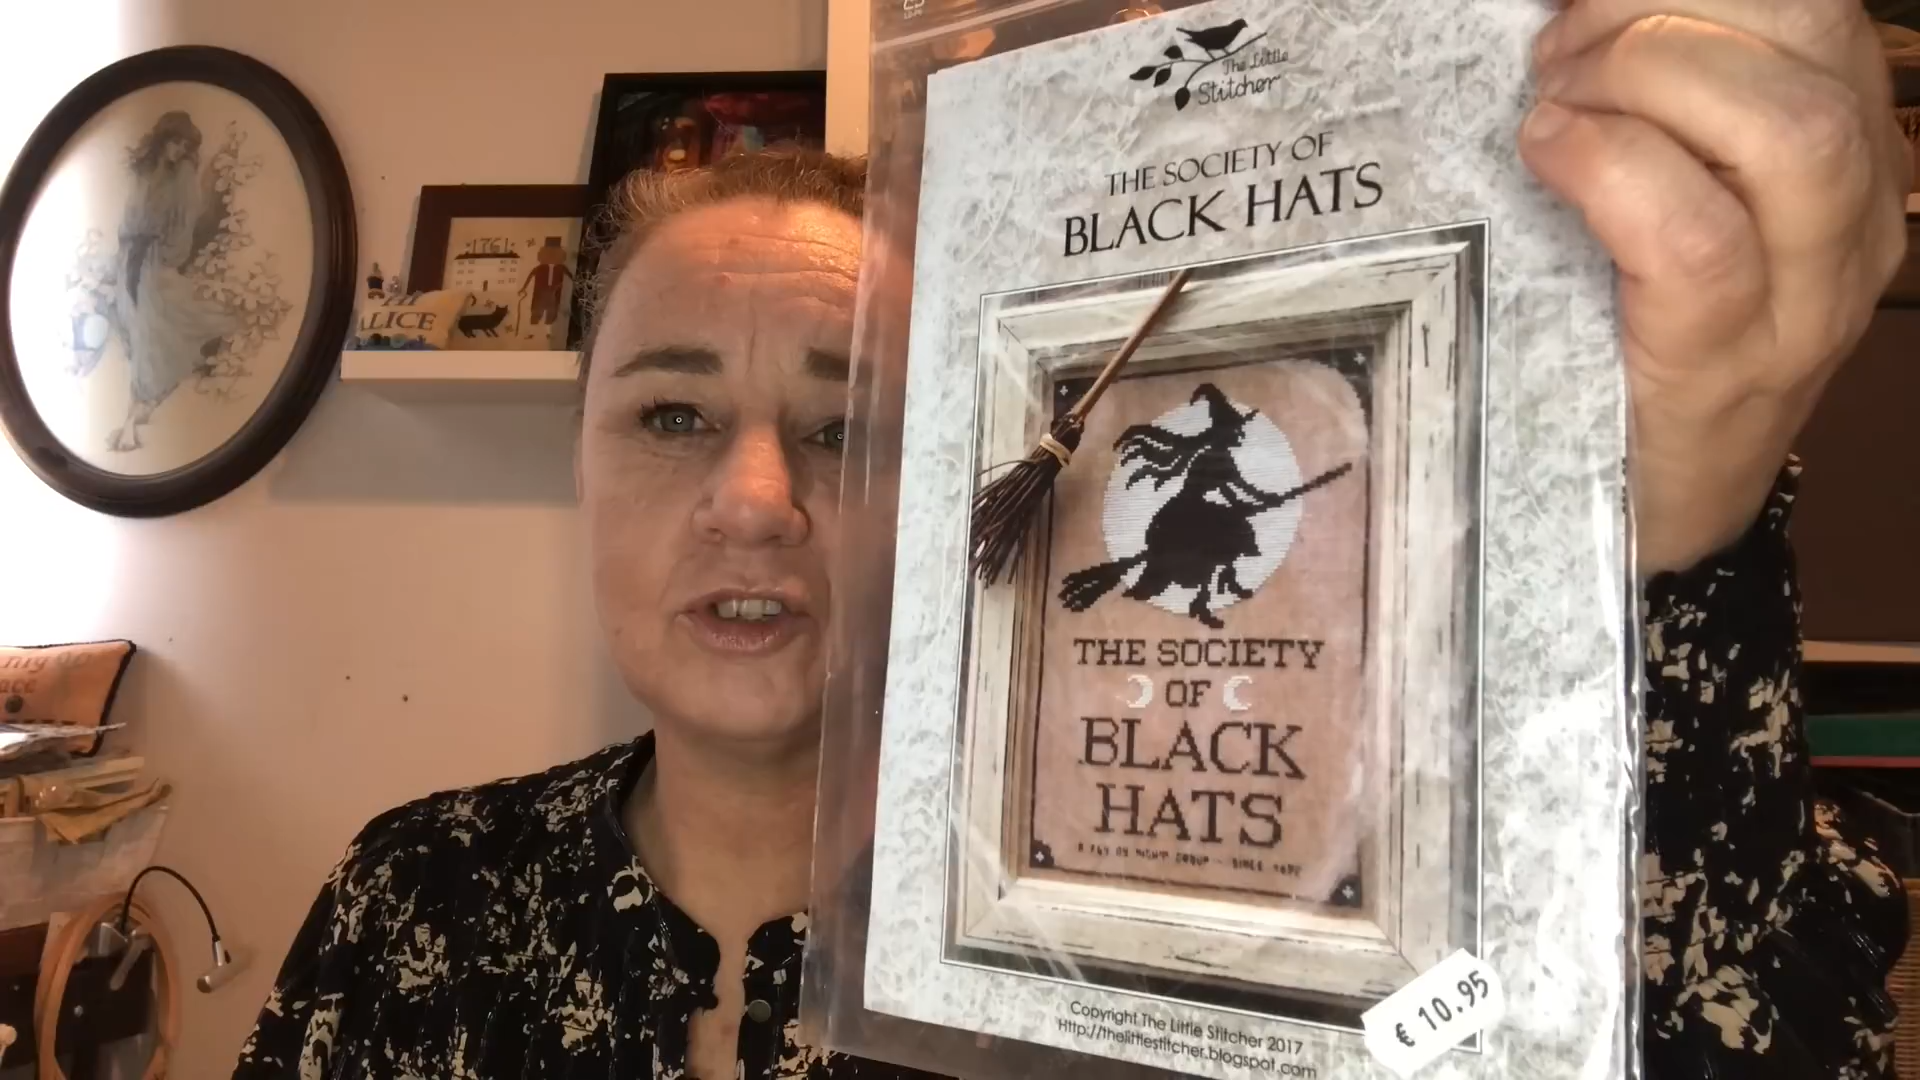 The Little
Stitcher
THE SOCIETY OF
BLACK HATS
THE SOCIETY
OF
BLACK
HATS
Copyright The Little Stitcher 2017
Http://thelittlestitcher.blogspot.com
€ 10.95
·1761·
ALICE